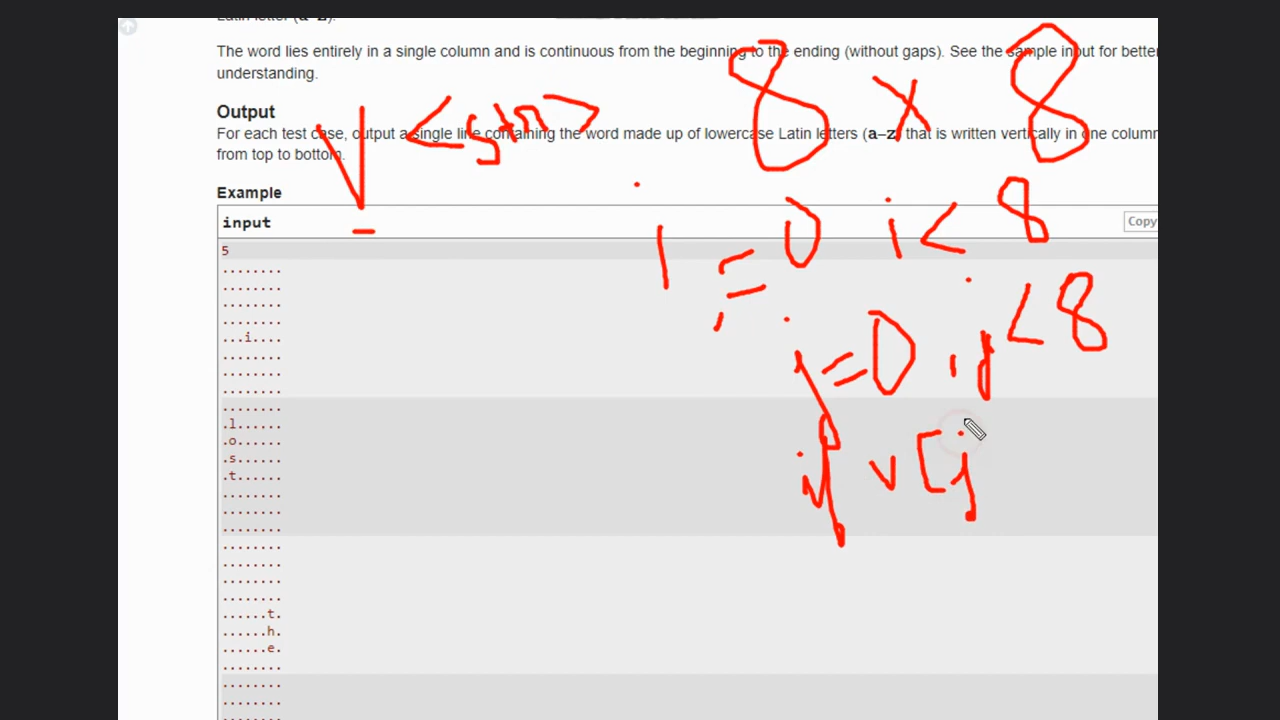 Latin letter (a–z).
The word lies entirely in a single column and is continuous from the beginning to the ending (without gaps). See the sample input for better
understanding.
8 x 8
Output
V <str>
For each test case, output a single line containing the word made up of lowercase Latin letters (a–z) that is written vertically in one column
from top to bottom.
Example
i = 0 i < 8
input
Copy
5
........
........
........
........
...i....
........
........
........
j = 0 ; j < 8
........
.l......
.o......
.s......
.t......
........
........
........
if v [j
........
........
........
........
......t.
......h.
......e.
........
........
........